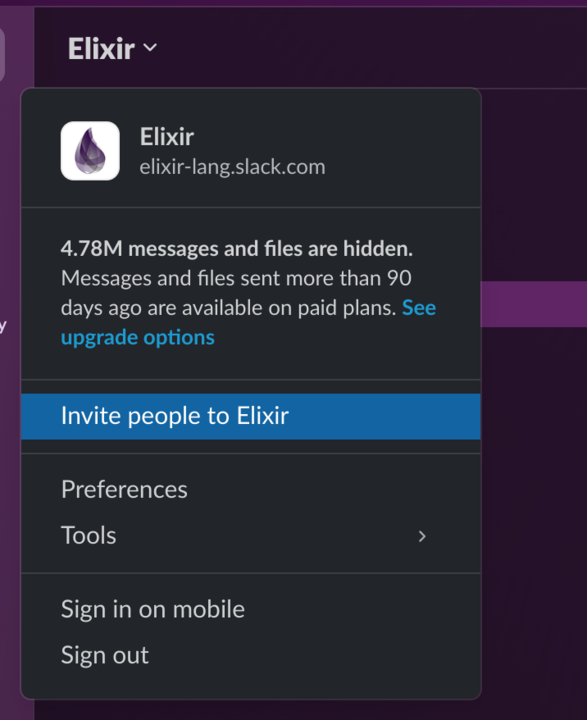 Elixir
Elixir
elixir-lang.slack.com
4.78M messages and files are hidden.
Messages and files sent more than 90
days ago are available on paid plans. See
upgrade options
y
Invite people to Elixir
Preferences
Tools
Sign in on mobile
Sign out